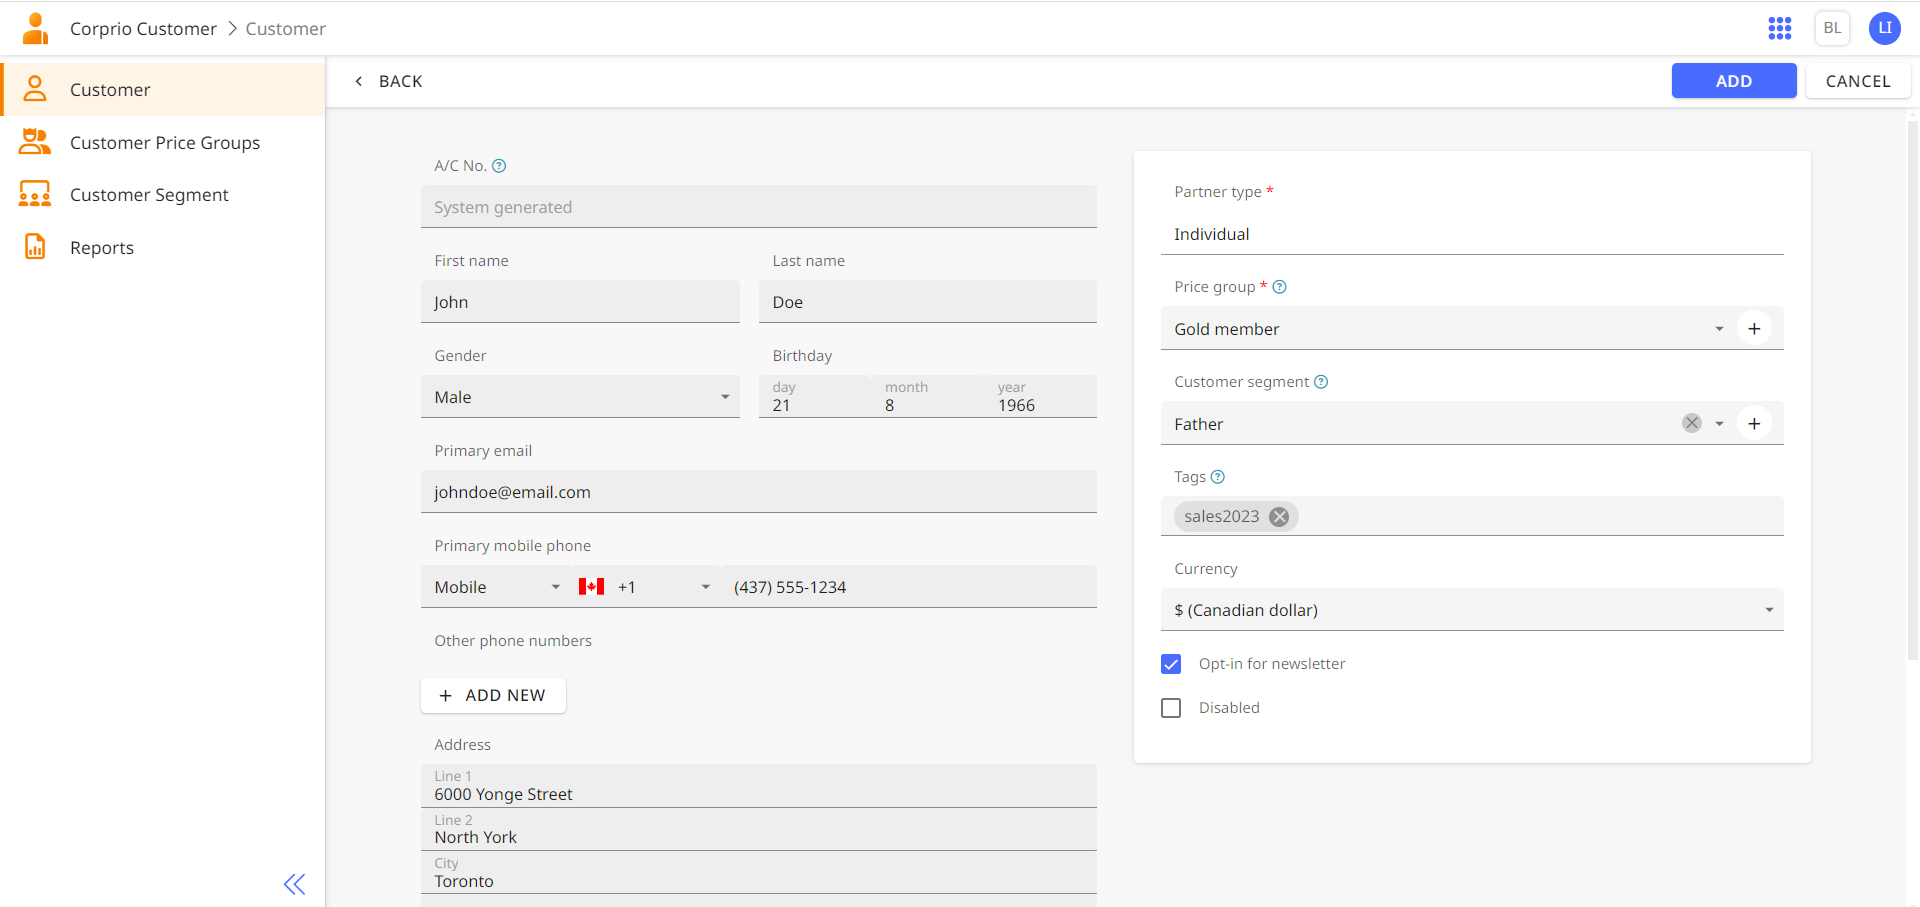 Corprio Customer > Customer
BL
LI
Customer
Customer Price Groups
Customer Segment
Reports
BACK
ADD
CANCEL
A/C No.
System generated
First name
Last name
John
Doe
Gender
Birthday
Male
day
month
year
21
8
1966
Primary email
johndoe@email.com
Primary mobile phone
Mobile
+1
(437) 555-1234
Other phone numbers
+ ADD NEW
Address
Line 1
6000 Yonge Street
Line 2
North York
City
Toronto
Partner type *
Individual
Price group *
Gold member
Customer segment
Father
Tags
sales2023
Currency
$ (Canadian dollar)
Opt-in for newsletter
Disabled